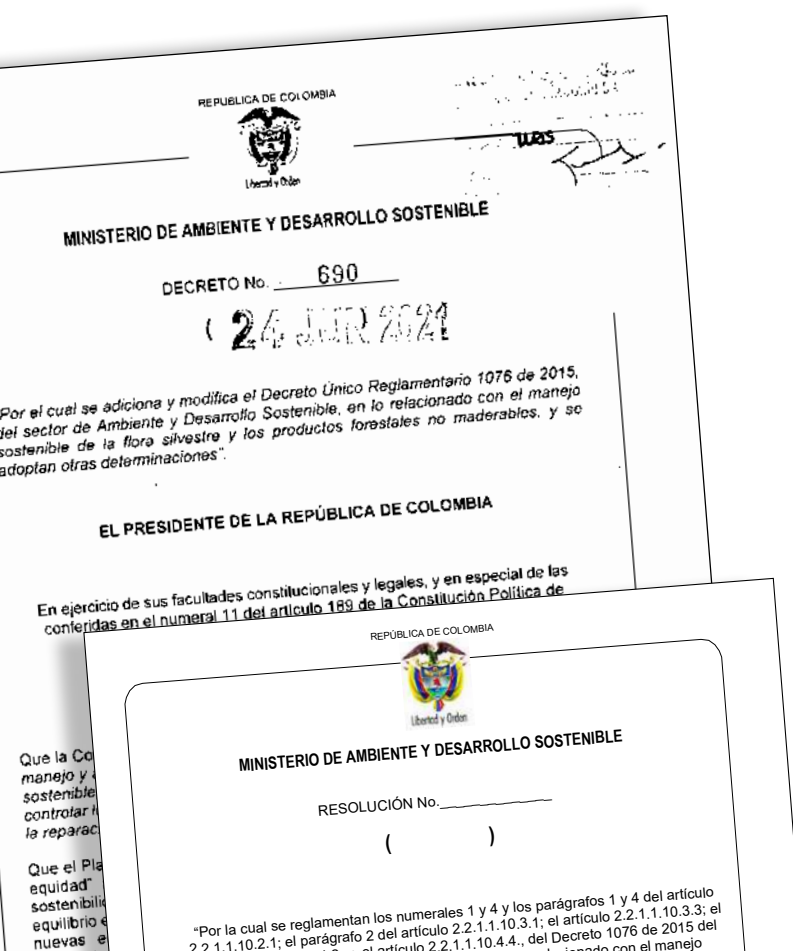 REPUBLICA DE COLOMBIA
Libertad y Orden
MINISTERIO DE AMBIENTE Y DESARROLLO SOSTENIBLE
DECRETO No. 690
( 24 JUN 2021
Por el cual se adiciona y modifica el Decreto Único Reglamentario 1076 de 2015,
del sector de Ambiente y Desarrollo Sostenible, en lo relacionado con el manejo
sostenible de la flora silvestre y los productos forestales no maderables, y se
adoptan otras determinaciones".
EL PRESIDENTE DE LA REPÚBLICA DE COLOMBIA
En ejercicio de sus facultades constitucionales y legales, y en especial de las
conferidas en el numeral 11 del artículo 189 de la Constitución Política de
Que la Co
manejo y
sostenible
controlar
la reparac
Que el Pla
equidad"
sostenibilid
equilibrio e
nuevas e
REPÚBLICA DE COLOMBIA
Libertad y Orden
MINISTERIO DE AMBIENTE Y DESARROLLO SOSTENIBLE
RESOLUCIÓN No.
( )
"Por la cual se reglamentan los numerales 1 y 4 y los parágrafos 1 y 4 del artículo
2.2.1.1.10.2.1; el parágrafo 2 del artículo 2.2.1.1.10.3.1; el artículo 2.2.1.1.10.3.3; el
artículo 2.2.1.1.10.4.4., del Decreto 1076 de 2015 del
con el manejo